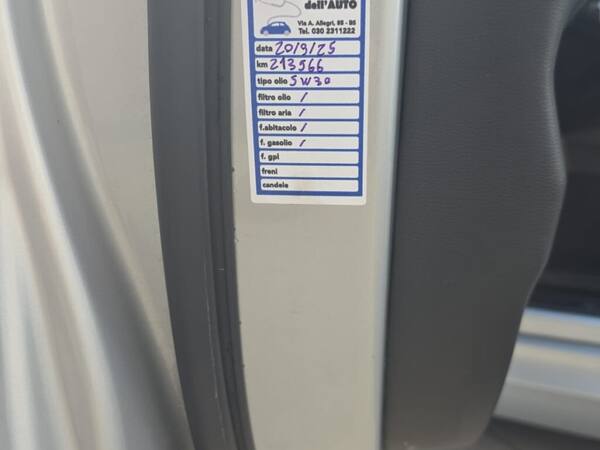 dell'AUTO
Via A. Allegri, 85 - BS
Tel. 030 2311222
data 20/9/25
km 213566
tipo olio 5W30
filtro olio /
filtro aria /
f.abitacolo /
f. gasolio /
f. gpl
freni
candele